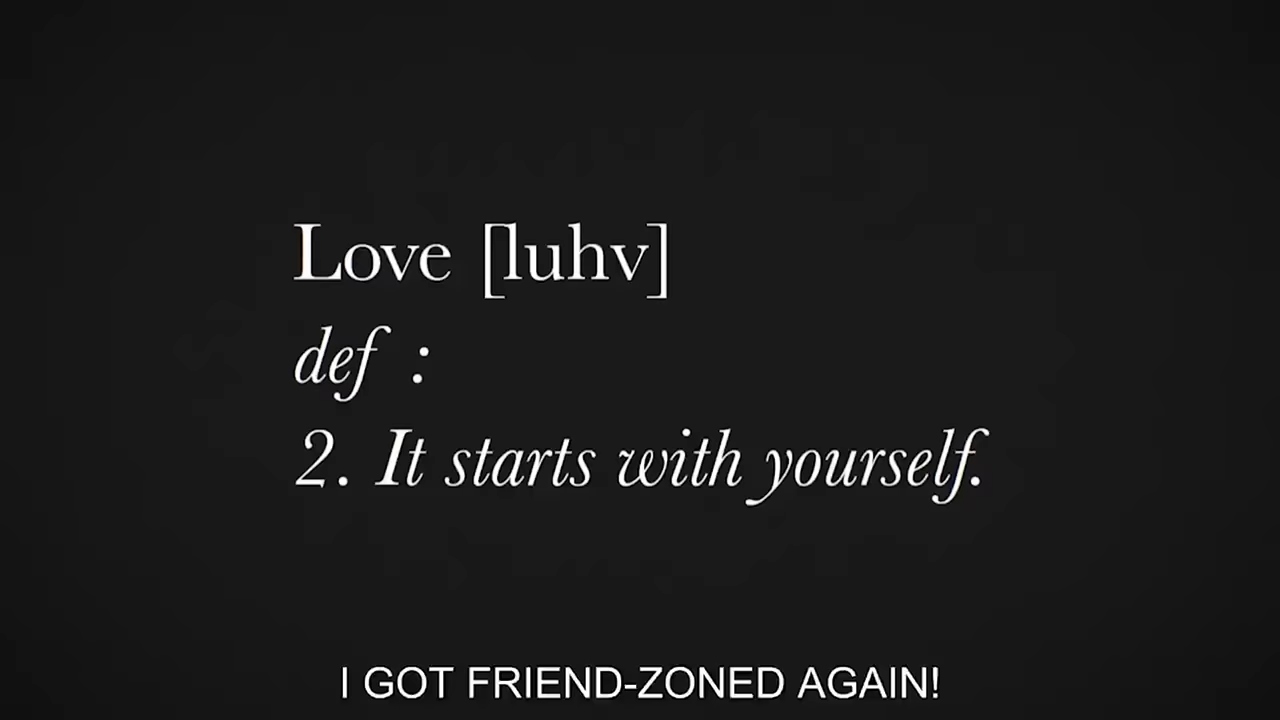 Love [luhv]
def :
2. It starts with yourself.
I GOT FRIEND-ZONED AGAIN!